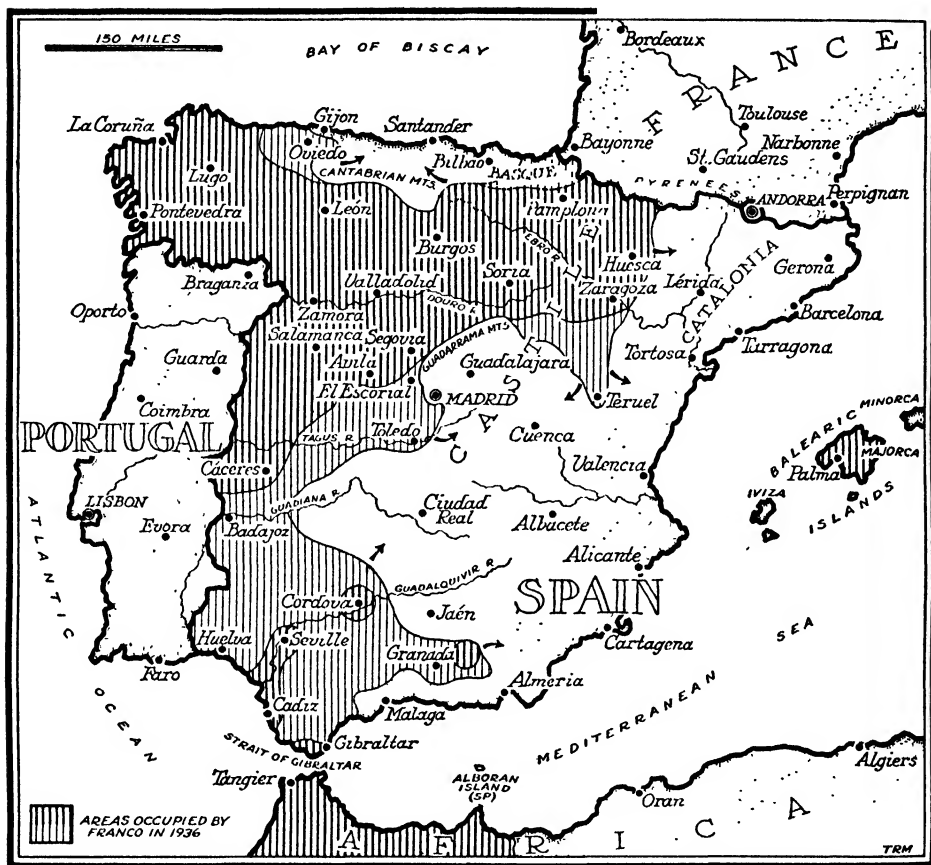 150 MILES
BAY OF BISCAY
Bordeaux
FRANCE
Toulouse
Narbonne
St. Gaudens
Bayonne
PYRENEES
ANDORRA
Perpignan
La Coruña
Gijon
Santander
Oviedo
Bilbao
BASQUE
CANTABRIAN MTS.
Lugo
León
Pamplona
Pontevedra
Burgos
EBRO R.
Huesca
CATALONIA
Gerona
Braganza
Valladolid
Soria
Zaragoza
Lérida
Oporto
Zamora
DOURO R.
Barcelona
Salamanca
Segovia
GUADARRAMA MTS
Tarragona
Guarda
Avila
Guadalajara
Tortosa
El Escorial
MADRID
Teruel
CASTILE
Coimbra
PORTUGAL
TAGUS R.
Toledo
Cuenca
BALEARIC
ISLANDS
MINORCA
MAJORCA
Palma
IVIZA
Cáceres
Valencia
LISBON
GUADIANA R.
Ciudad
Real
Albacete
Evora
Badajoz
Alicante
ATLANTIC
OCEAN
GUADALQUIVIR R.
SPAIN
Cordova
Jaén
Cartagena
Huelva
Seville
Granada
MEDITERRANEAN SEA
Faro
Almeria
Cadiz
Malaga
Gibraltar
STRAIT OF GIBRALTAR
Tangier
ALBORAN
ISLAND
(SP)
Algiers
Oran
AFRICA
AREAS OCCUPIED BY
FRANCO IN 1936
TRM